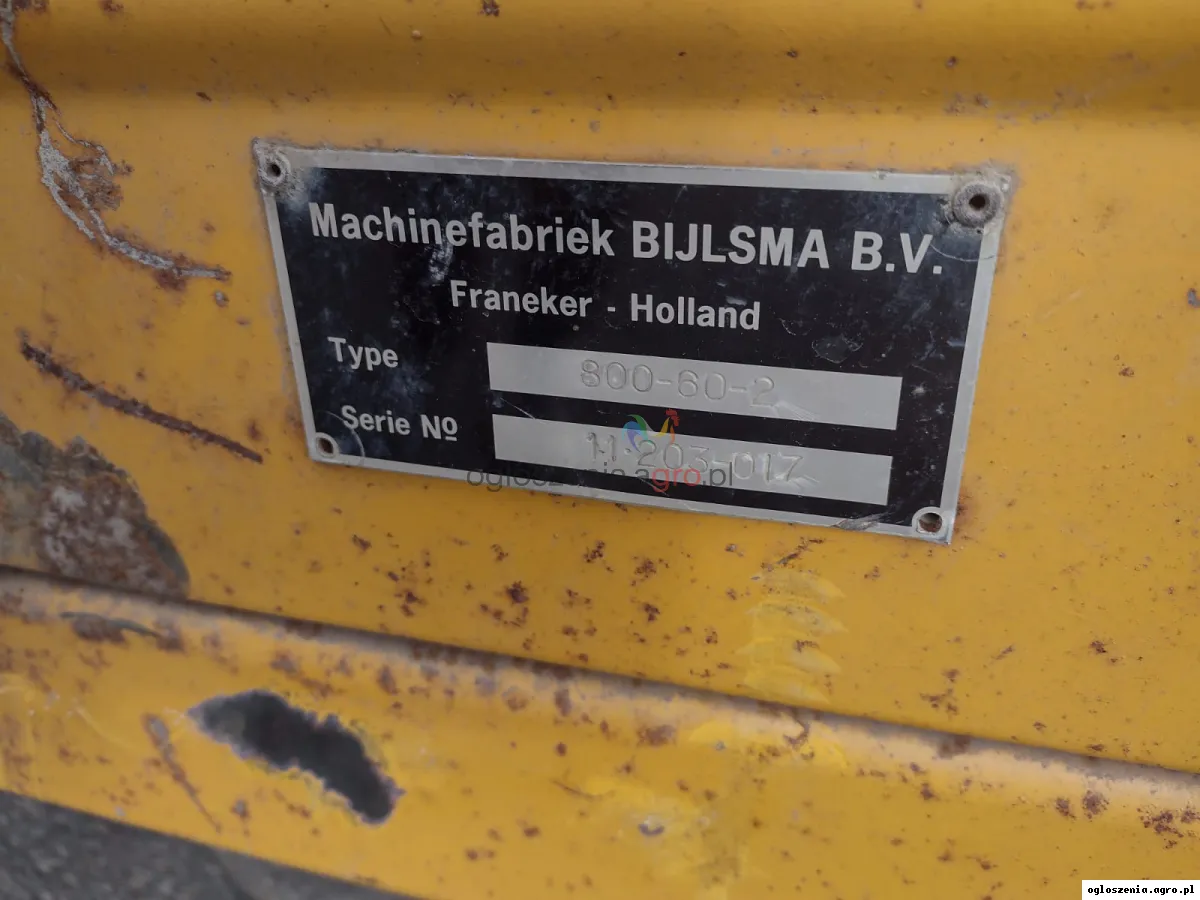 Machinefabriek BIJLSMA B.V.
Franeker - Holland
Type 800-60-2
Serie Nº 11-203-017
ogloszenia.agro.pl
ogloszenia.agro.pl